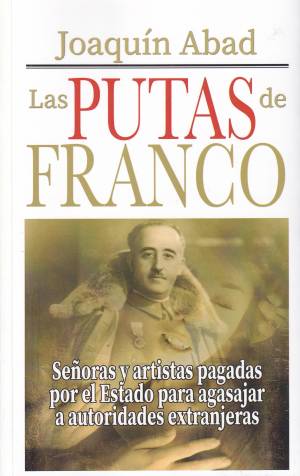 Joaquín Abad
Las PUTAS de
FRANCO
Señoras y artistas pagadas
por el Estado para agasajar
a autoridades extranjeras